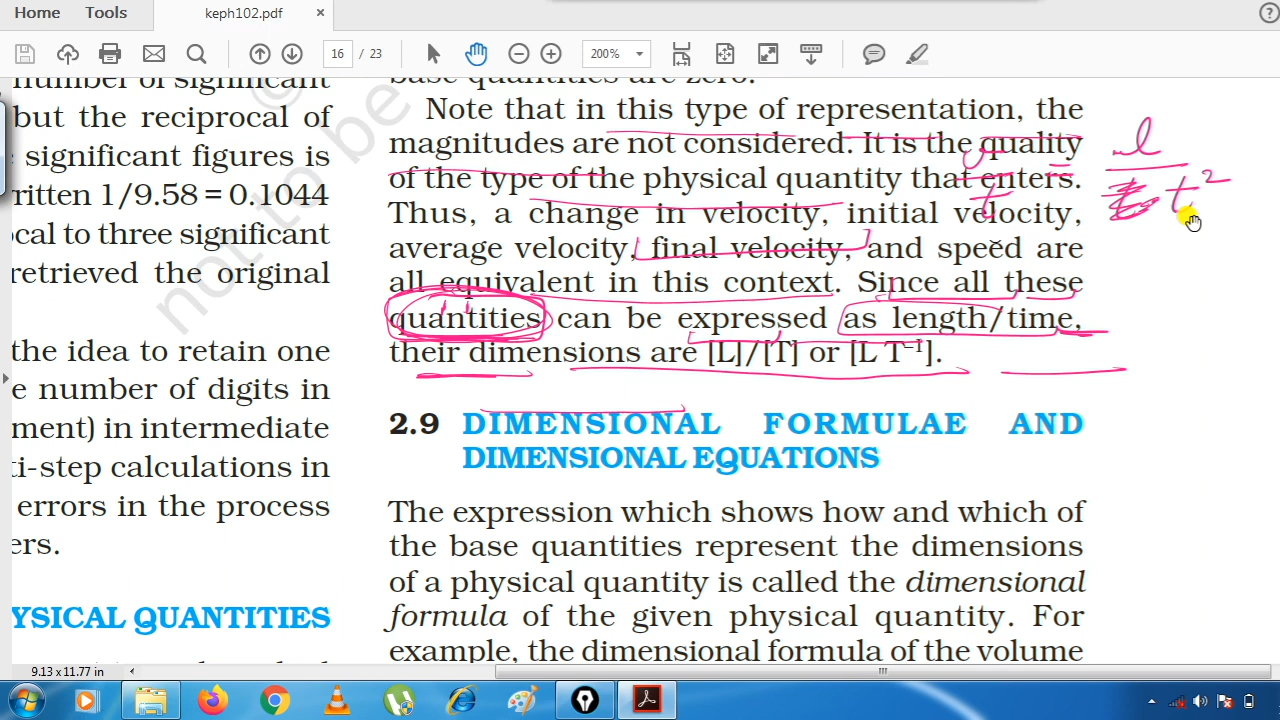 Home Tools keph102.pdf ×
16 / 23 200%
number of significant
but the reciprocal of
significant figures is
ritten 1/9.58 = 0.1044
cal to three significant
retrieved the original
the idea to retain one
e number of digits in
ment) in intermediate
ti-step calculations in
errors in the process
ers.
YSICAL QUANTITIES
base quantities are zero.
Note that in this type of representation, the
magnitudes are not considered. It is the quality
of the type of the physical quantity that enters.
Thus, a change in velocity, initial velocity,
average velocity, final velocity, and speed are
all equivalent in this context. Since all these
quantities can be expressed as length/time,
their dimensions are [L]/[T] or [L T⁻¹].
2.9 DIMENSIONAL FORMULAE AND
DIMENSIONAL EQUATIONS
The expression which shows how and which of
the base quantities represent the dimensions
of a physical quantity is called the dimensional
formula of the given physical quantity. For
example, the dimensional formula of the volume
not to be
©
l
=
t
t²
9.13 x 11.77 in